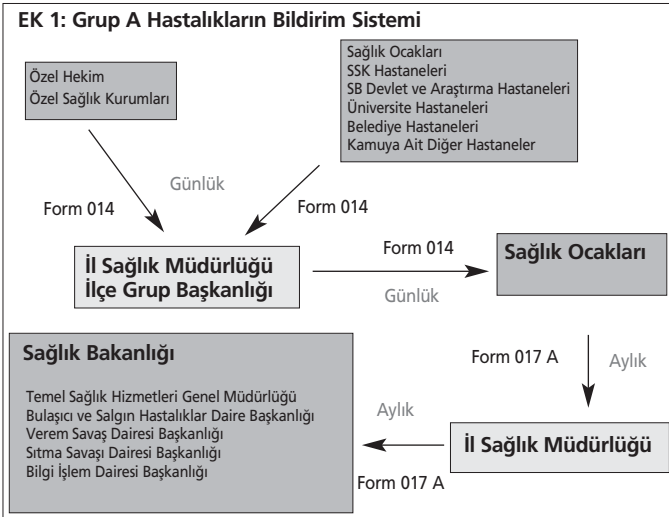 EK 1: Grup A Hastalıkların Bildirim Sistemi
Özel Hekim
Özel Sağlık Kurumları
Sağlık Ocakları
SSK Hastaneleri
SB Devlet ve Araştırma Hastaneleri
Üniversite Hastaneleri
Belediye Hastaneleri
Kamuya Ait Diğer Hastaneler
Günlük
Form 014
Form 014
İl Sağlık Müdürlüğü
İlçe Grup Başkanlığı
Form 014
Günlük
Sağlık Ocakları
Form 017 A
Aylık
Sağlık Bakanlığı
Temel Sağlık Hizmetleri Genel Müdürlüğü
Bulaşıcı ve Salgın Hastalıklar Daire Başkanlığı
Verem Savaş Dairesi Başkanlığı
Sıtma Savaşı Dairesi Başkanlığı
Bilgi İşlem Dairesi Başkanlığı
Aylık
Form 017 A
İl Sağlık Müdürlüğü